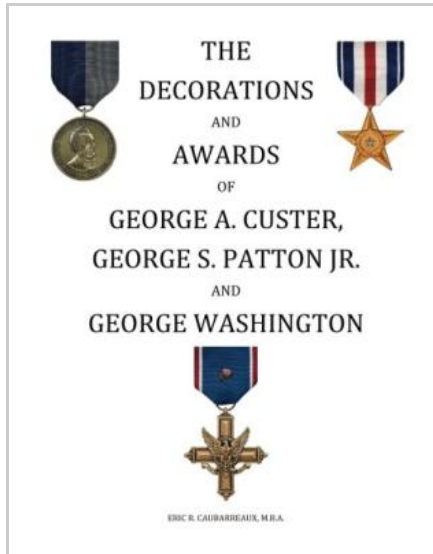 THE
DECORATIONS
AND
AWARDS
OF
GEORGE A. CUSTER,
GEORGE S. PATTON JR.
AND
GEORGE WASHINGTON
ERIC R. CAUBARREAUX, M.B.A.